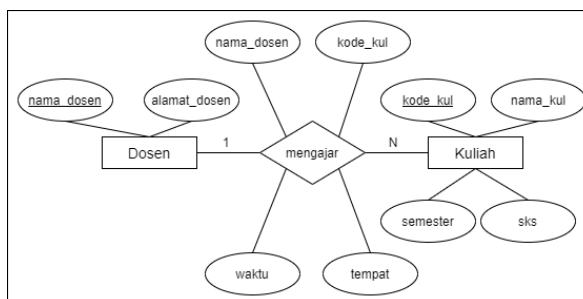 nama_dosen
kode_kul
nama_dosen
alamat_dosen
kode_kul
nama_kul
Dosen
1
mengajar
N
Kuliah
semester
sks
waktu
tempat